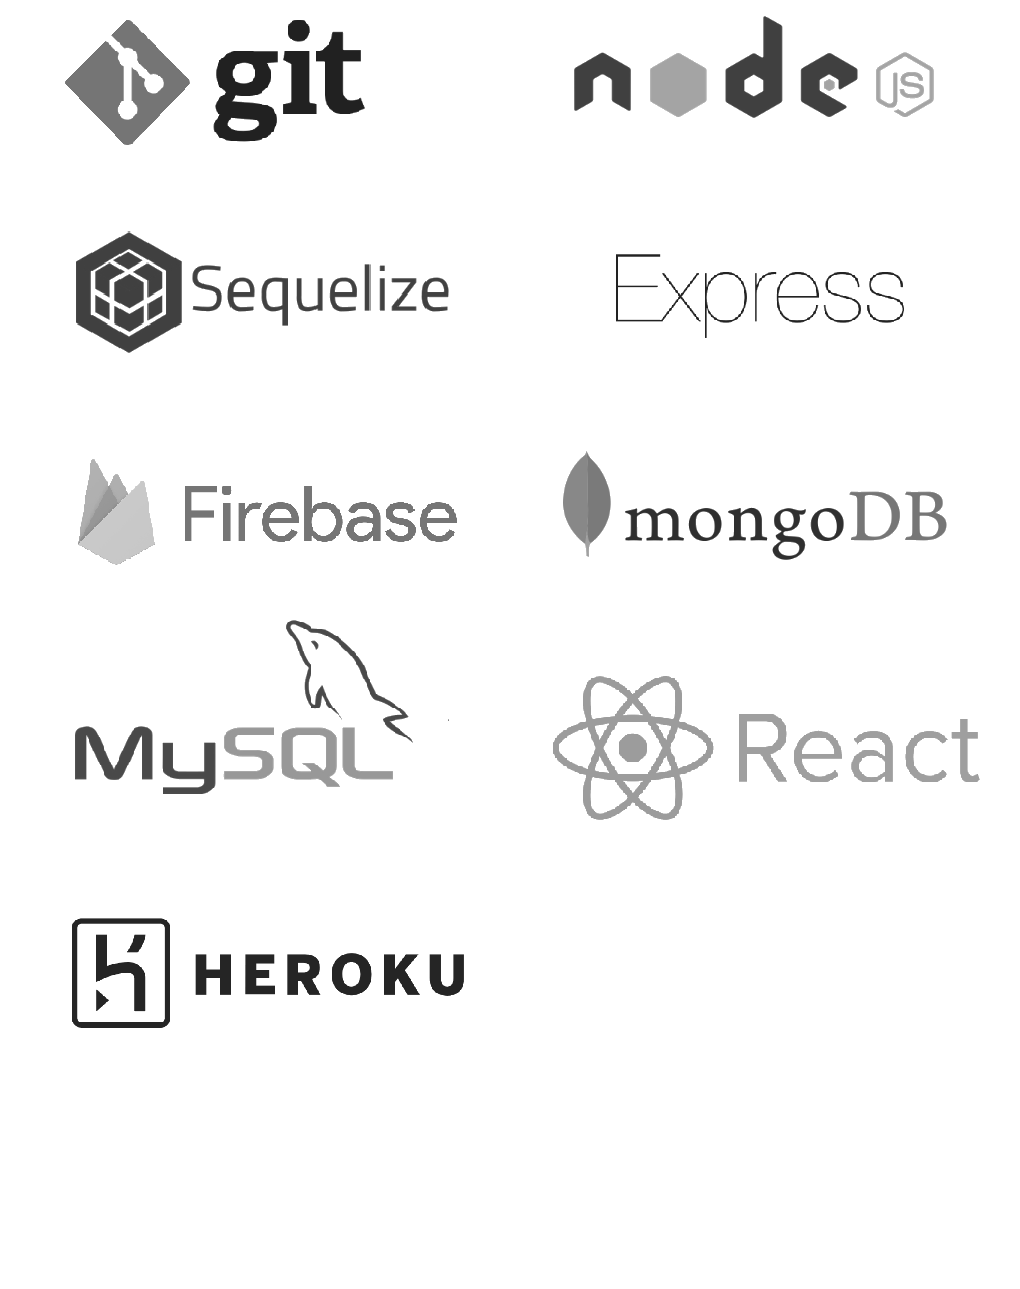 git
node JS
Sequelize
Express
Firebase
mongoDB
MySQL
React
HEROKU